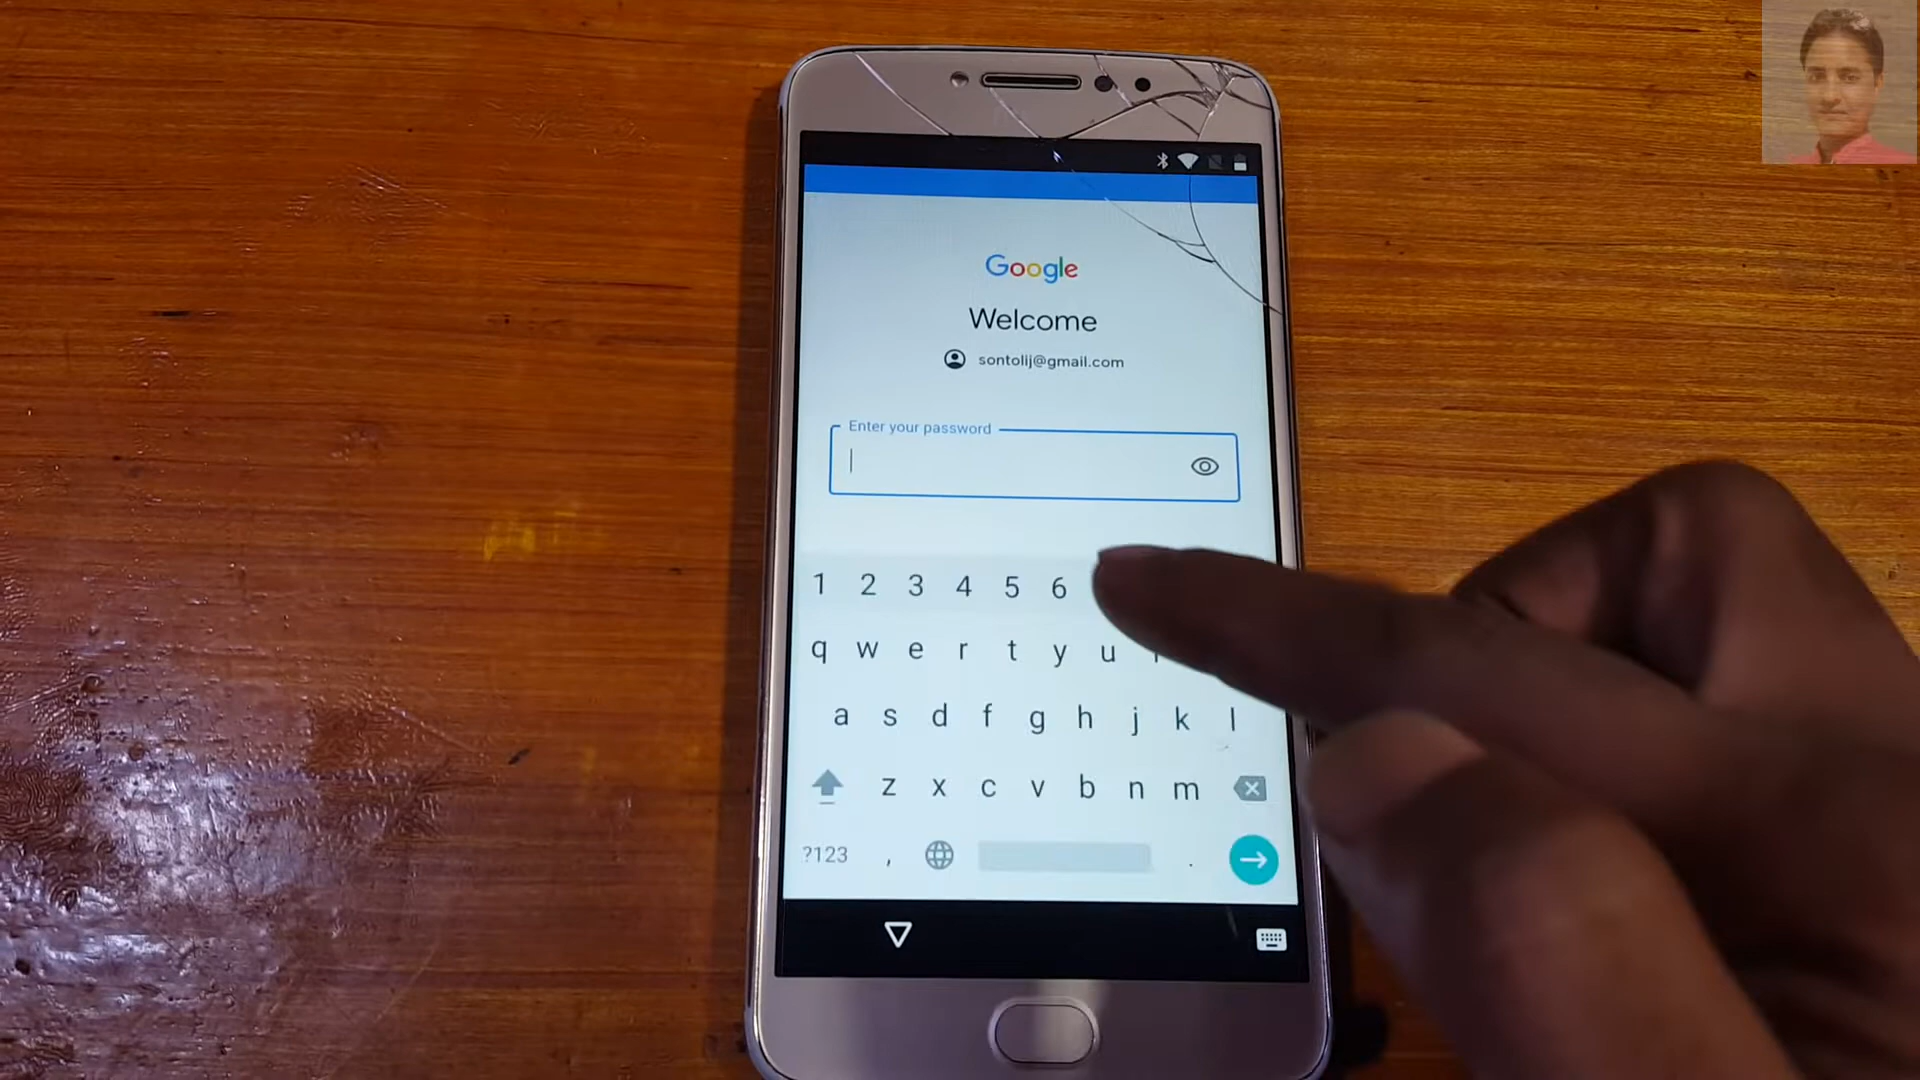 Google
Welcome
sontolij@gmail.com
Enter your password
1 2 3 4 5 6
q w e r t y u
a s d f g h j k l
z x c v b n m
?123 , .